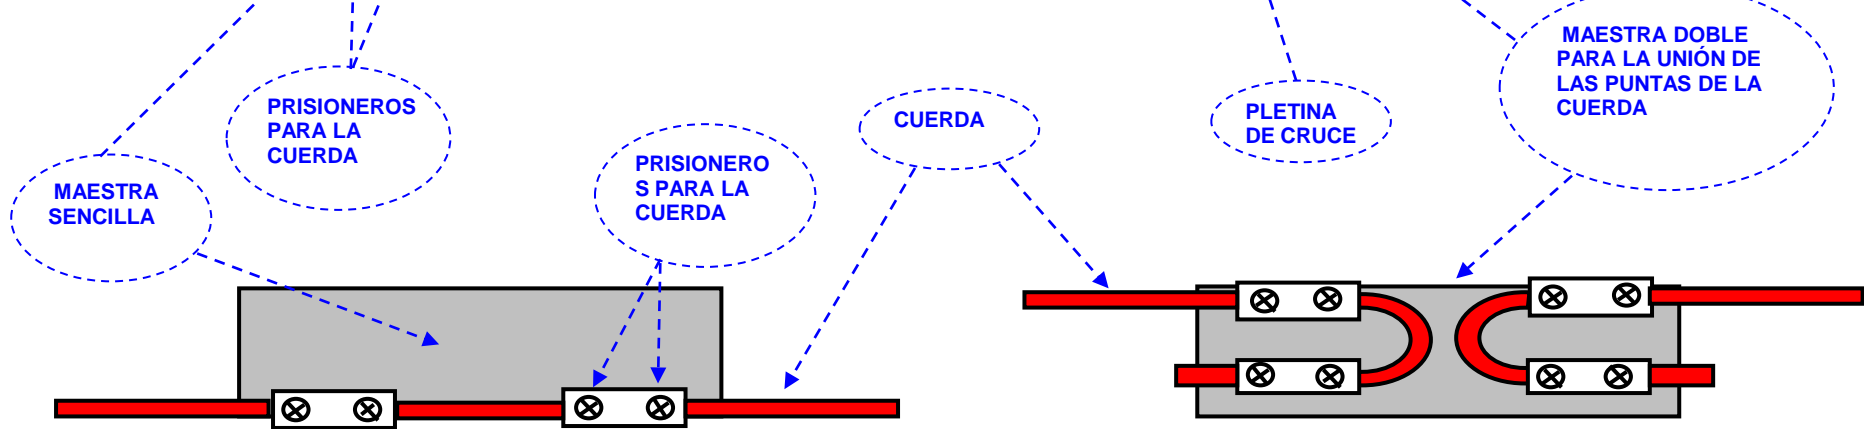 MAESTRA
SENCILLA
PRISIONEROS
PARA LA
CUERDA
PRISIONERO
S PARA LA
CUERDA
CUERDA
PLETINA
DE CRUCE
MAESTRA DOBLE
PARA LA UNIÓN DE
LAS PUNTAS DE LA
CUERDA